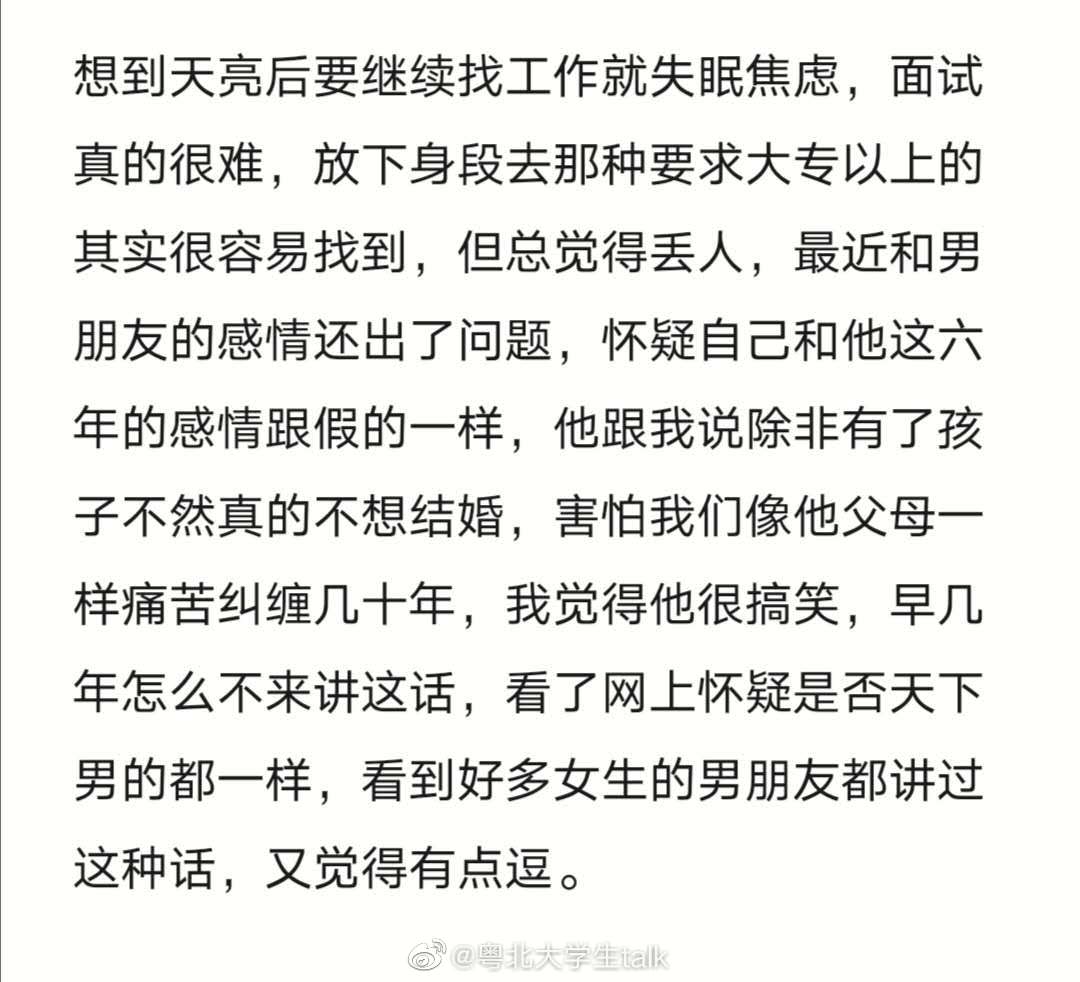 想到天亮后要继续找工作就失眠焦虑，面试
真的很难，放下身段去那种要求大专以上的
其实很容易找到，但总觉得丢人，最近和男
朋友的感情还出了问题，怀疑自己和他这六
年的感情跟假的一样，他跟我说除非有了孩
子不然真的不想结婚，害怕我们像他父母一
样痛苦纠缠几十年，我觉得他很搞笑，早几
年怎么不来讲这话，看了网上怀疑是否天下
男的都一样，看到好多女生的男朋友都讲过
这种话，又觉得有点逗。
@粤北大学生talk